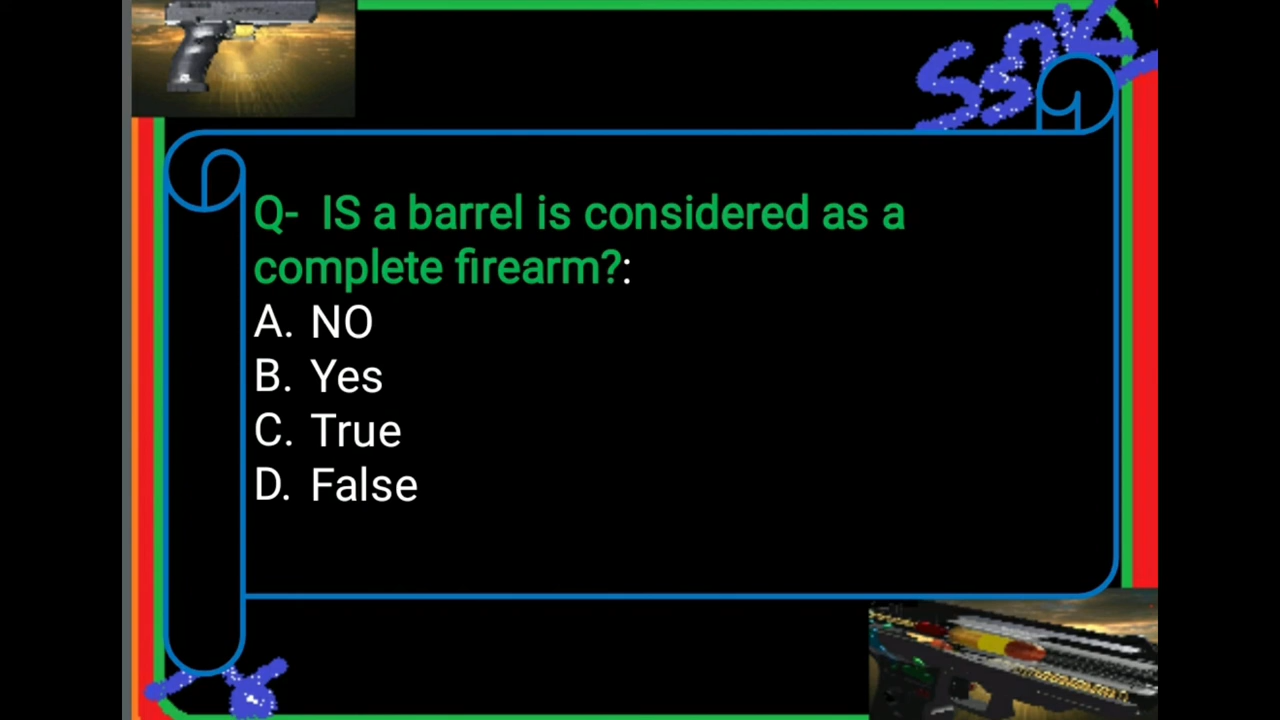 Q- IS a barrel is considered as a
complete firearm?:
A. NO
B. Yes
C. True
D. False